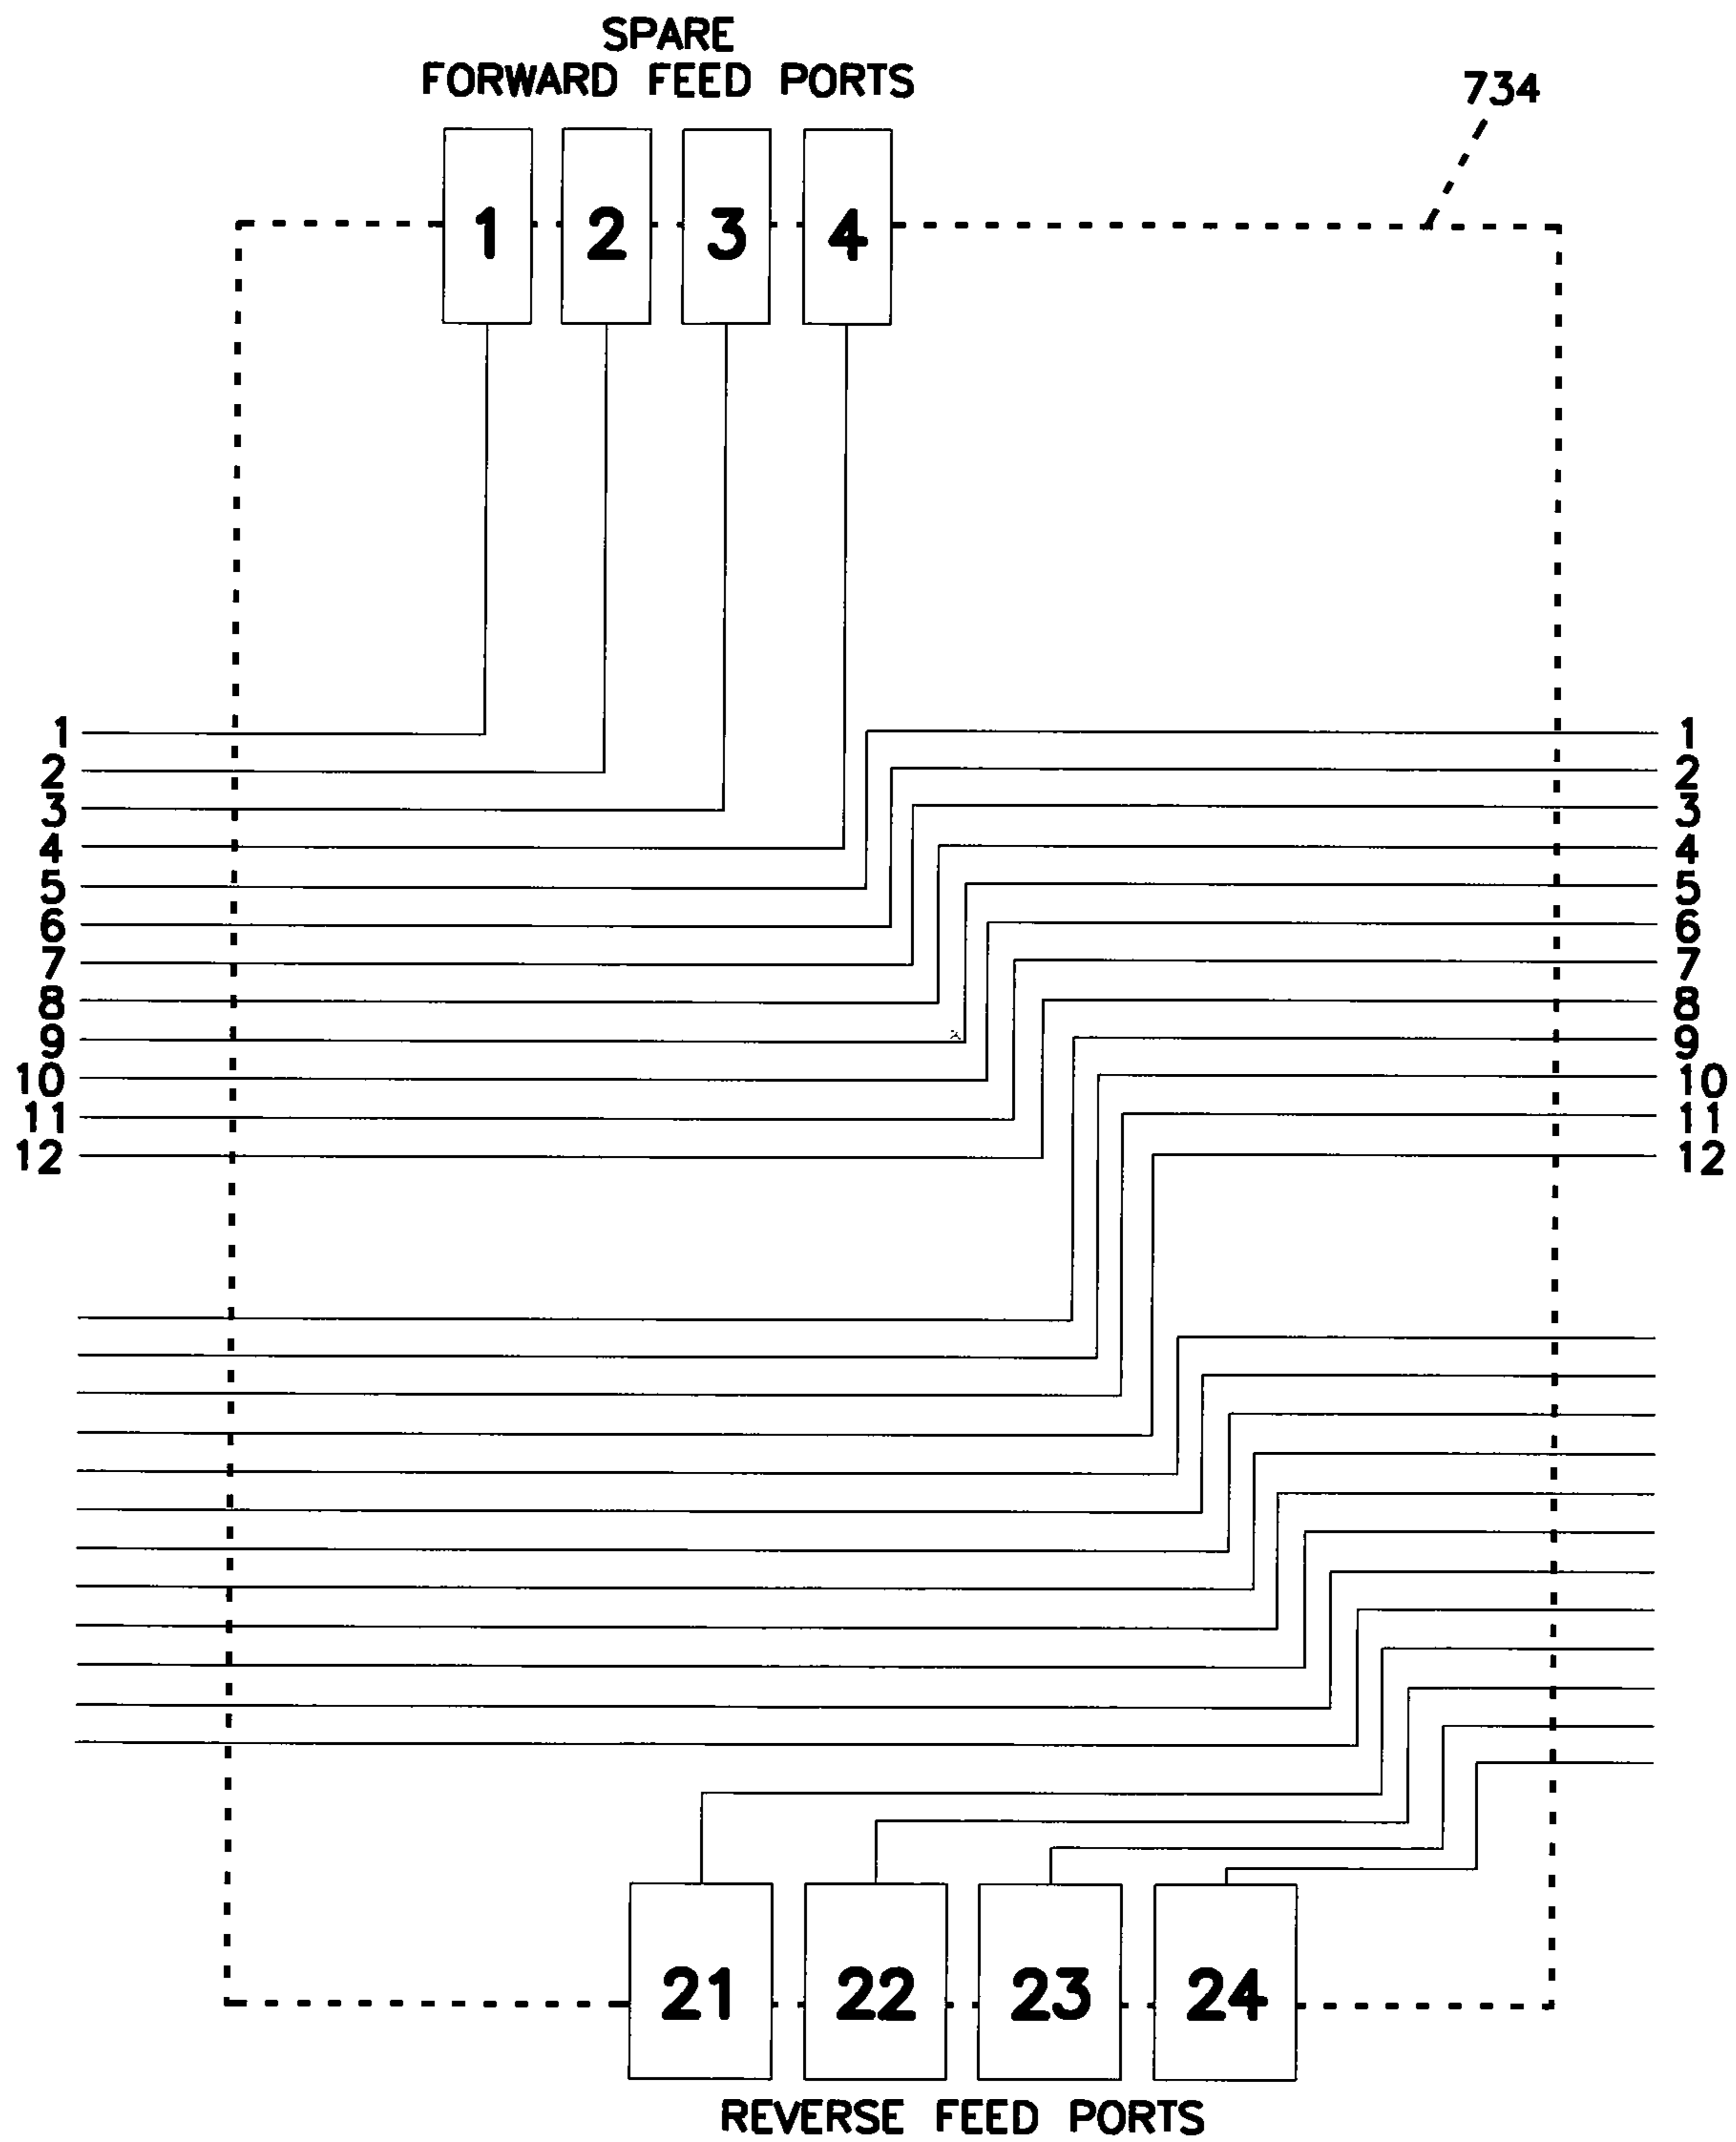 SPARE
FORWARD FEED PORTS
734
1 2 3 4
1 1
2 2
3 3
4 4
5 5
6 6
7 7
8 8
9 9
10 10
11 11
12 12
21 22 23 24
REVERSE FEED PORTS